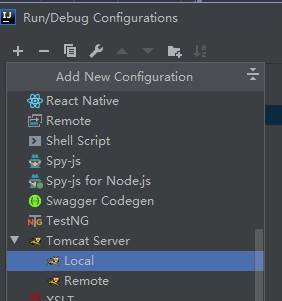 Run/Debug Configurations
Add New Configuration
React Native
Remote
Shell Script
Spy-js
Spy-js for Node.js
Swagger Codegen
TestNG
Tomcat Server
Local
Remote
XSLT